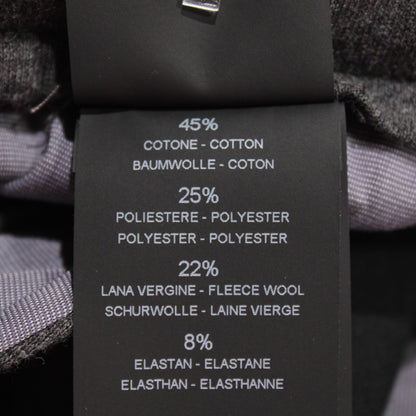 45%
COTONE - COTTON
BAUMWOLLE - COTON
25%
POLIESTERE - POLYESTER
POLYESTER - POLYESTER
22%
LANA VERGINE - FLEECE WOOL
SCHURWOLLE - LAINE VIERGE
8%
ELASTAN - ELASTANE
ELASTHAN - ELASTHANNE